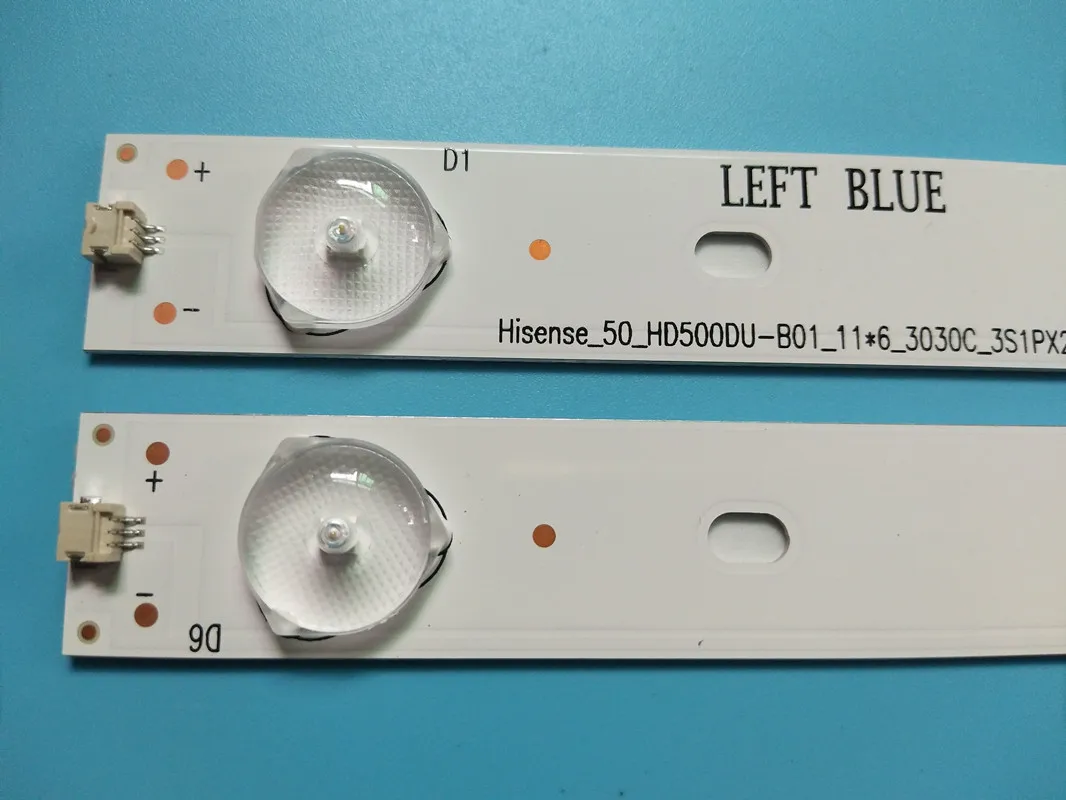 D1
LEFT BLUE
+
-
Hisense_50_HD500DU-B01_11*6_3030C_3S1PX2
+
-
D6